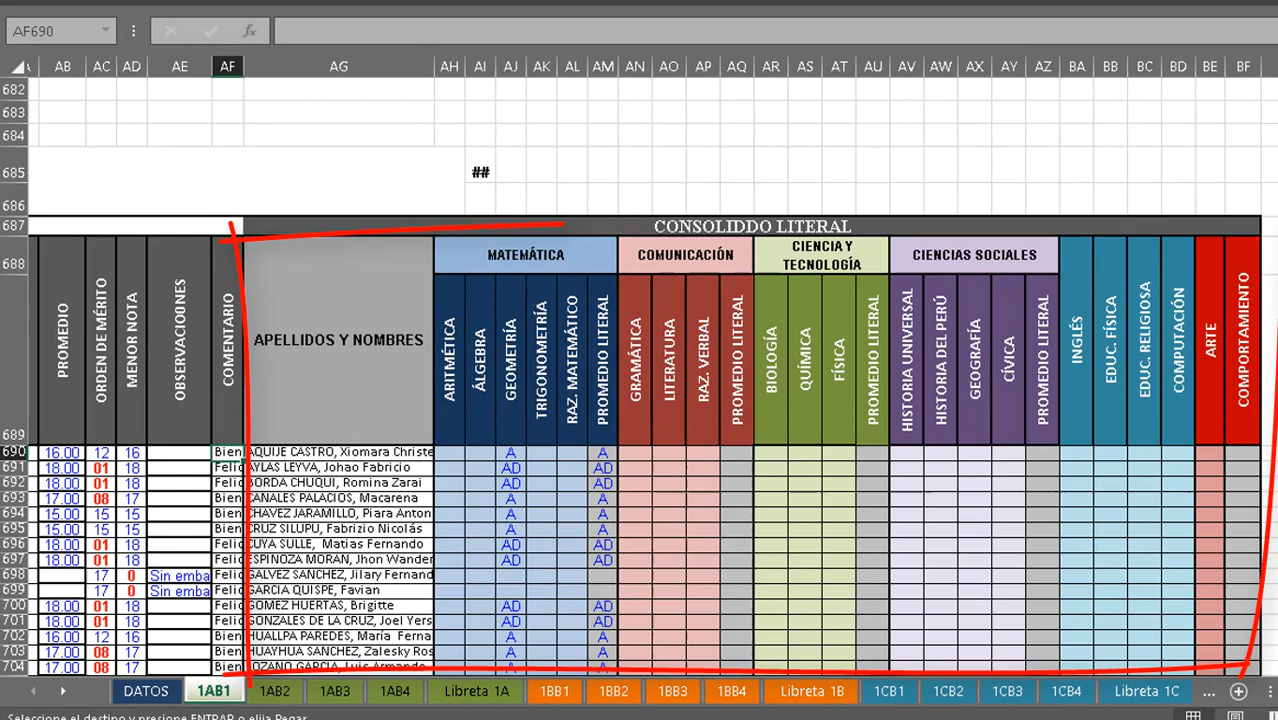 AF690
fx
AB AC AD AE AF AG AH AI AJ AK AL AM AN AO AP AQ AR AS AT AU AV AW AX AY AZ BA BB BC BD BE BF
682
683
684
685 ##
686
687 CONSOLIDDO LITERAL
688 MATEMÁTICA COMUNICACIÓN CIENCIA Y TECNOLOGÍA CIENCIAS SOCIALES
689 PROMEDIO ORDEN DE MÉRITO MENOR NOTA OBSERVACIONES COMENTARIO APELLIDOS Y NOMBRES ARITMÉTICA ÁLGEBRA GEOMETRÍA TRIGONOMETRÍA RAZ. MATEMÁTICO PROMEDIO LITERAL GRAMÁTICA LITERATURA RAZ. VERBAL PROMEDIO LITERAL BIOLOGÍA QUÍMICA FÍSICA PROMEDIO LITERAL HISTORIA UNIVERSAL HISTORIA DEL PERÚ GEOGRAFÍA CÍVICA PROMEDIO LITERAL INGLÉS EDUC. FÍSICA EDUC. RELIGIOSA COMPUTACIÓN ARTE COMPORTAMIENTO
690 16.00 12 16 Bien AQUIJE CASTRO, Xiomara Christe A A
691 18.00 01 18 Felic AYLAS LEYVA, Johao Fabricio AD AD
692 18.00 01 18 Felic BORDA CHUQUI, Romina Zarai AD AD
693 17.00 08 17 Bien CANALES PALACIOS, Macarena A A
694 15.00 15 15 Bien CHAVEZ JARAMILLO, Piara Anton A A
695 15.00 15 15 Bien CRUZ SILUPU, Fabrizio Nicolás A A
696 18.00 01 18 Felic CUYA SULLE, Matias Fernando AD AD
697 18.00 01 18 Felic ESPINOZA MORAN, Jhon Wander AD AD
698 17 0 Sin emba Felic GALVEZ SANCHEZ, Jilary Fernand
699 17 0 Sin emba Felic GARCIA QUISPE, Favian
700 18.00 01 18 Felic GOMEZ HUERTAS, Brigitte AD AD
701 18.00 01 18 Felic GONZALES DE LA CRUZ, Joel Yers AD AD
702 16.00 12 16 Bien HUALLPA PAREDES, María Ferna A A
703 17.00 08 17 Bien HUAYHUA SANCHEZ, Zalesky Ros A A
704 17.00 08 17 Bien LOZANO GARCIA, Luis Armando A A
DATOS 1AB1 1AB2 1AB3 1AB4 Libreta 1A 1BB1 1BB2 1BB3 1BB4 Libreta 1B 1CB1 1CB2 1CB3 1CB4 Libreta 1C ...
Seleccione el destino y presione ENTRAR o elija Pegar